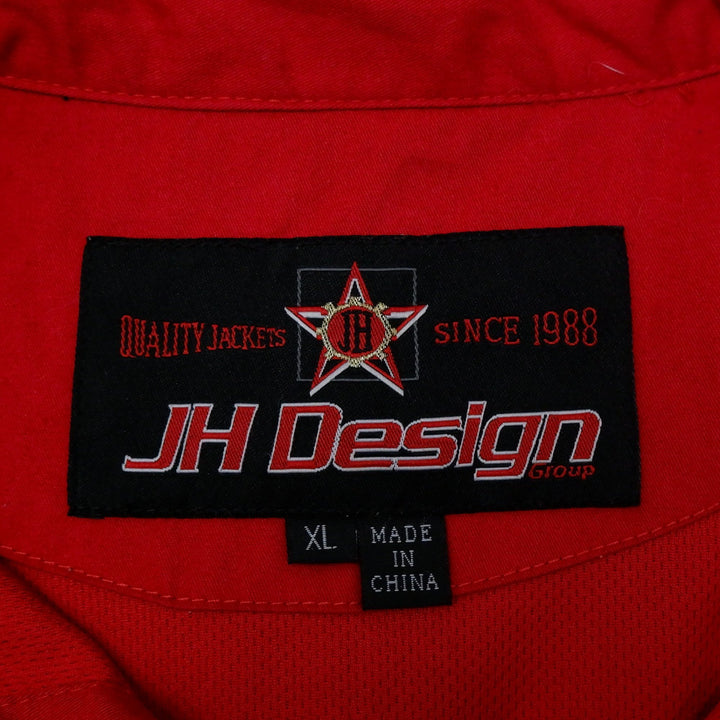 QUALITY JACKETS JH SINCE 1988
JH Design
Group
XL
MADE
IN
CHINA